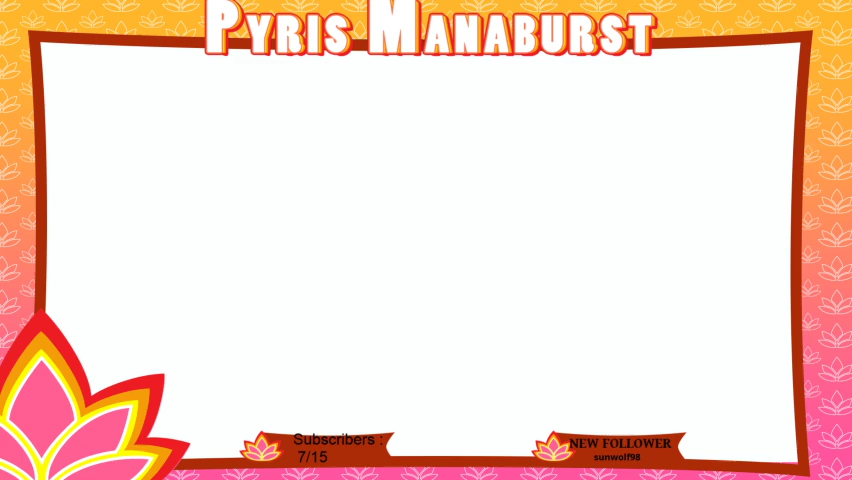 Pyris Manaburst
Subscribers :
7/15
NEW FOLLOWER
sunwolf98